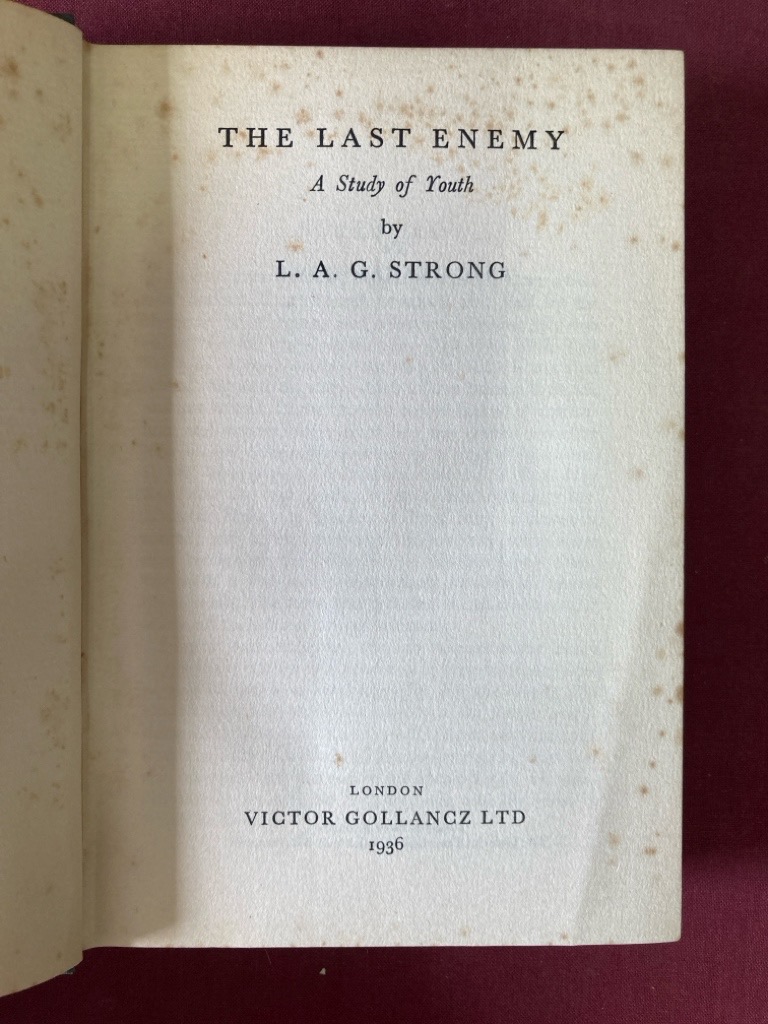 THE LAST ENEMY
A Study of Youth
by
L. A. G. STRONG
LONDON
VICTOR GOLLANCZ LTD
1936